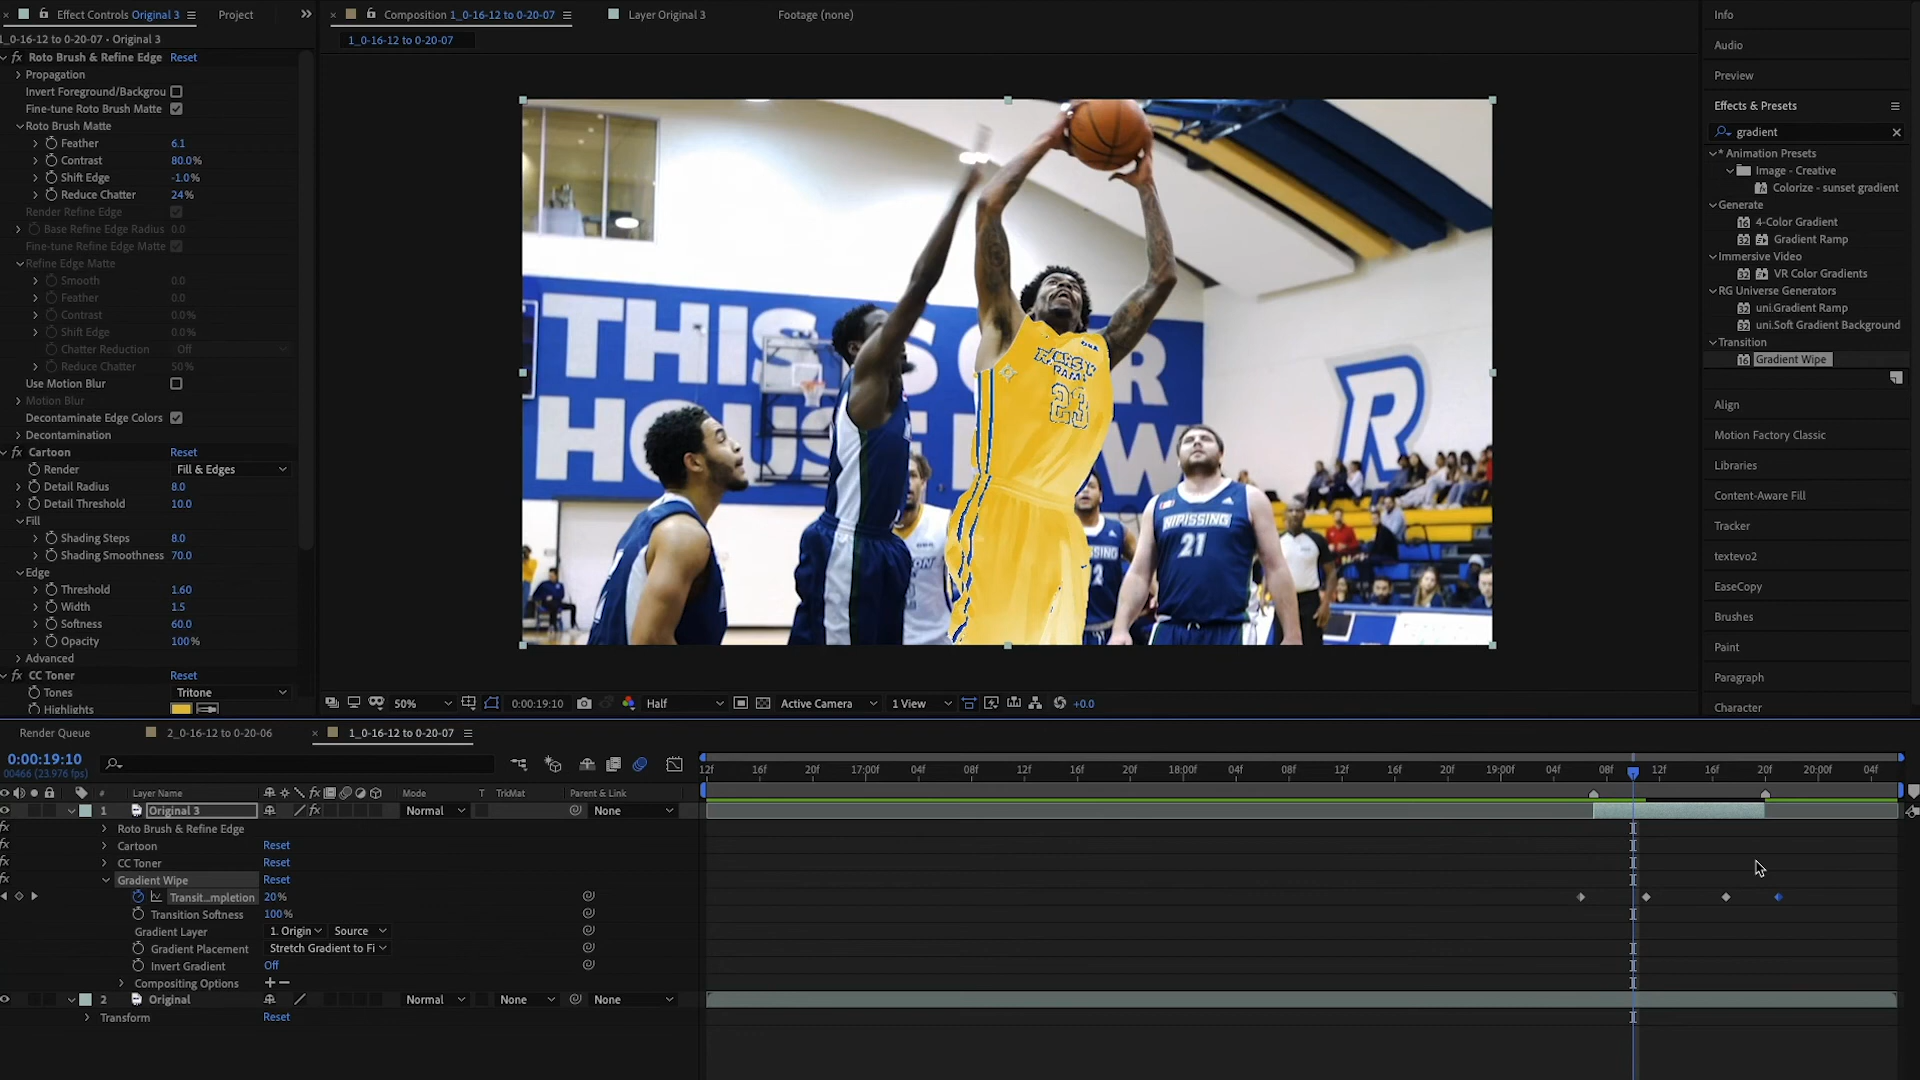 Effect Controls Original 3
Project
Composition 1_0-16-12 to 0-20-07
Layer Original 3
Footage (none)
1_0-16-12 to 0-20-07 • Original 3
1_0-16-12 to 0-20-07
Roto Brush & Refine Edge Reset
Propagation
Invert Foreground/Backgrou
Fine-tune Roto Brush Matte
Roto Brush Matte
Feather 6.1
Contrast 80.0%
Shift Edge -1.0%
Reduce Chatter 24%
Render Refine Edge
Base Refine Edge Radius 0.0
Fine-tune Refine Edge Matte
Refine Edge Matte
Smooth 0.0
Feather 0.0
Contrast 0.0%
Shift Edge 0.0%
Chatter Reduction Off
Reduce Chatter 50%
Use Motion Blur
Motion Blur
Decontaminate Edge Colors
Decontamination
Cartoon Reset
Render Fill & Edges
Detail Radius 8.0
Detail Threshold 10.0
Fill
Shading Steps 8.0
Shading Smoothness 70.0
Edge
Threshold 1.60
Width 1.5
Softness 60.0
Opacity 100%
Advanced
CC Toner Reset
Tones Tritone
Highlights
R
23
NIPISSING
21
50%
0:00:19:10
Half
Active Camera
1 View
+0.0
Info
Audio
Preview
Effects & Presets
gradient
* Animation Presets
Image - Creative
Colorize - sunset gradient
Generate
4-Color Gradient
Gradient Ramp
Immersive Video
VR Color Gradients
RG Universe Generators
uni.Gradient Ramp
uni.Soft Gradient Background
Transition
Gradient Wipe
Align
Motion Factory Classic
Libraries
Content-Aware Fill
Tracker
textevo2
EaseCopy
Brushes
Paint
Paragraph
Character
Render Queue
2_0-16-12 to 0-20-06
1_0-16-12 to 0-20-07
0:00:19:10
00466 (23.976 fps)
12f 16f 20f 17:00f 04f 08f 12f 16f 20f 18:00f 04f 08f 12f 16f 20f 19:00f 04f 08f 12f 16f 20f 20:00f 04f
# Layer Name Mode T TrkMat Parent & Link
1 Original 3 Normal None
Roto Brush & Refine Edge
Cartoon Reset
CC Toner Reset
Gradient Wipe Reset
Transit...mpletion 20%
Transition Softness 100%
Gradient Layer 1. Origin Source
Gradient Placement Stretch Gradient to Fi
Invert Gradient Off
Compositing Options + −
2 Original Normal None None
Transform Reset